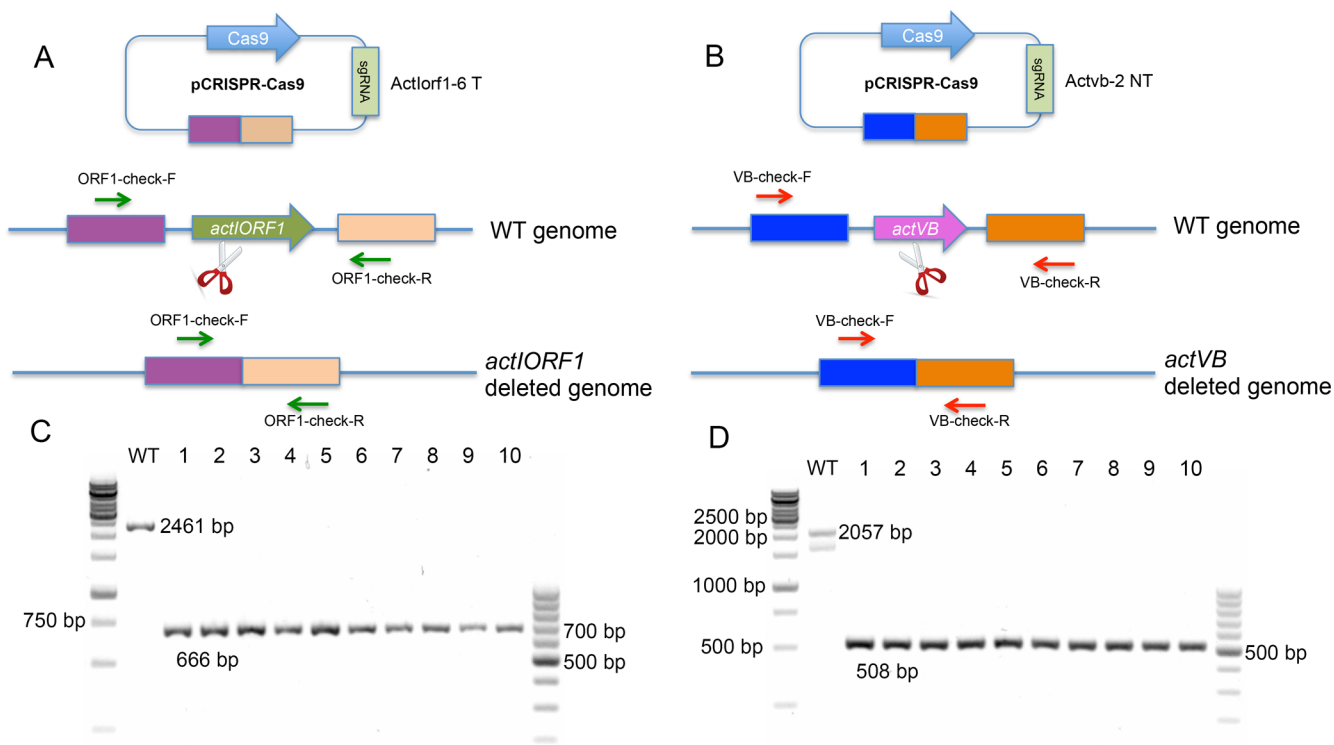 A
Cas9
pCRISPR-Cas9
sgRNA
ActIorf1-6 T
ORF1-check-F
actIORF1
WT genome
ORF1-check-R
ORF1-check-F
actIORF1
deleted genome
ORF1-check-R
B
Cas9
pCRISPR-Cas9
sgRNA
Actvb-2 NT
VB-check-F
actVB
WT genome
VB-check-R
VB-check-F
actVB
deleted genome
VB-check-R
C
WT 1 2 3 4 5 6 7 8 9 10
2461 bp
750 bp
666 bp
700 bp
500 bp
D
WT 1 2 3 4 5 6 7 8 9 10
2500 bp
2000 bp
2057 bp
1000 bp
500 bp
508 bp
500 bp